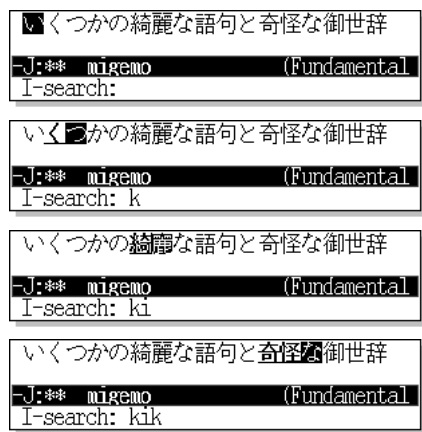 いくつかの綺麗な語句と奇怪な御世辞
-J:** migemo (Fundamental
I-search:
いくつかの綺麗な語句と奇怪な御世辞
-J:** migemo (Fundamental
I-search: k
いくつかの綺麗な語句と奇怪な御世辞
-J:** migemo (Fundamental
I-search: ki
いくつかの綺麗な語句と奇怪な御世辞
-J:** migemo (Fundamental
I-search: kik